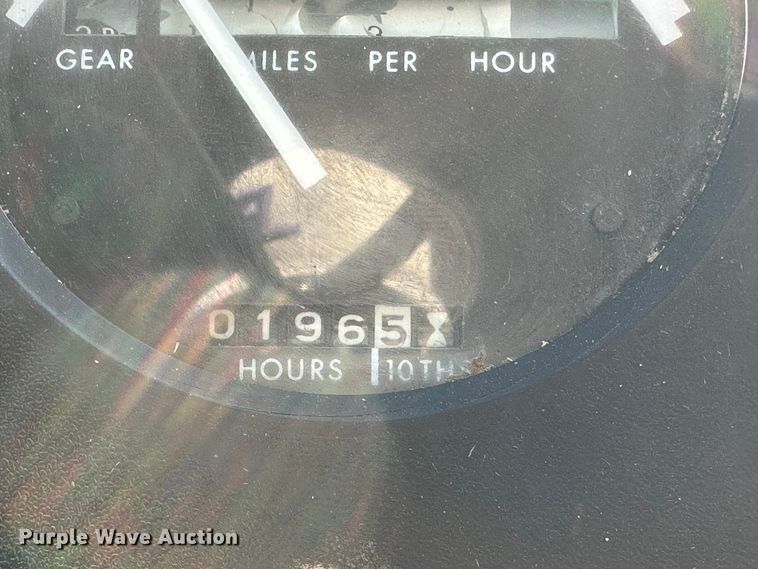 GEAR MILES PER HOUR
01965
HOURS 10THS
Purple Wave Auction